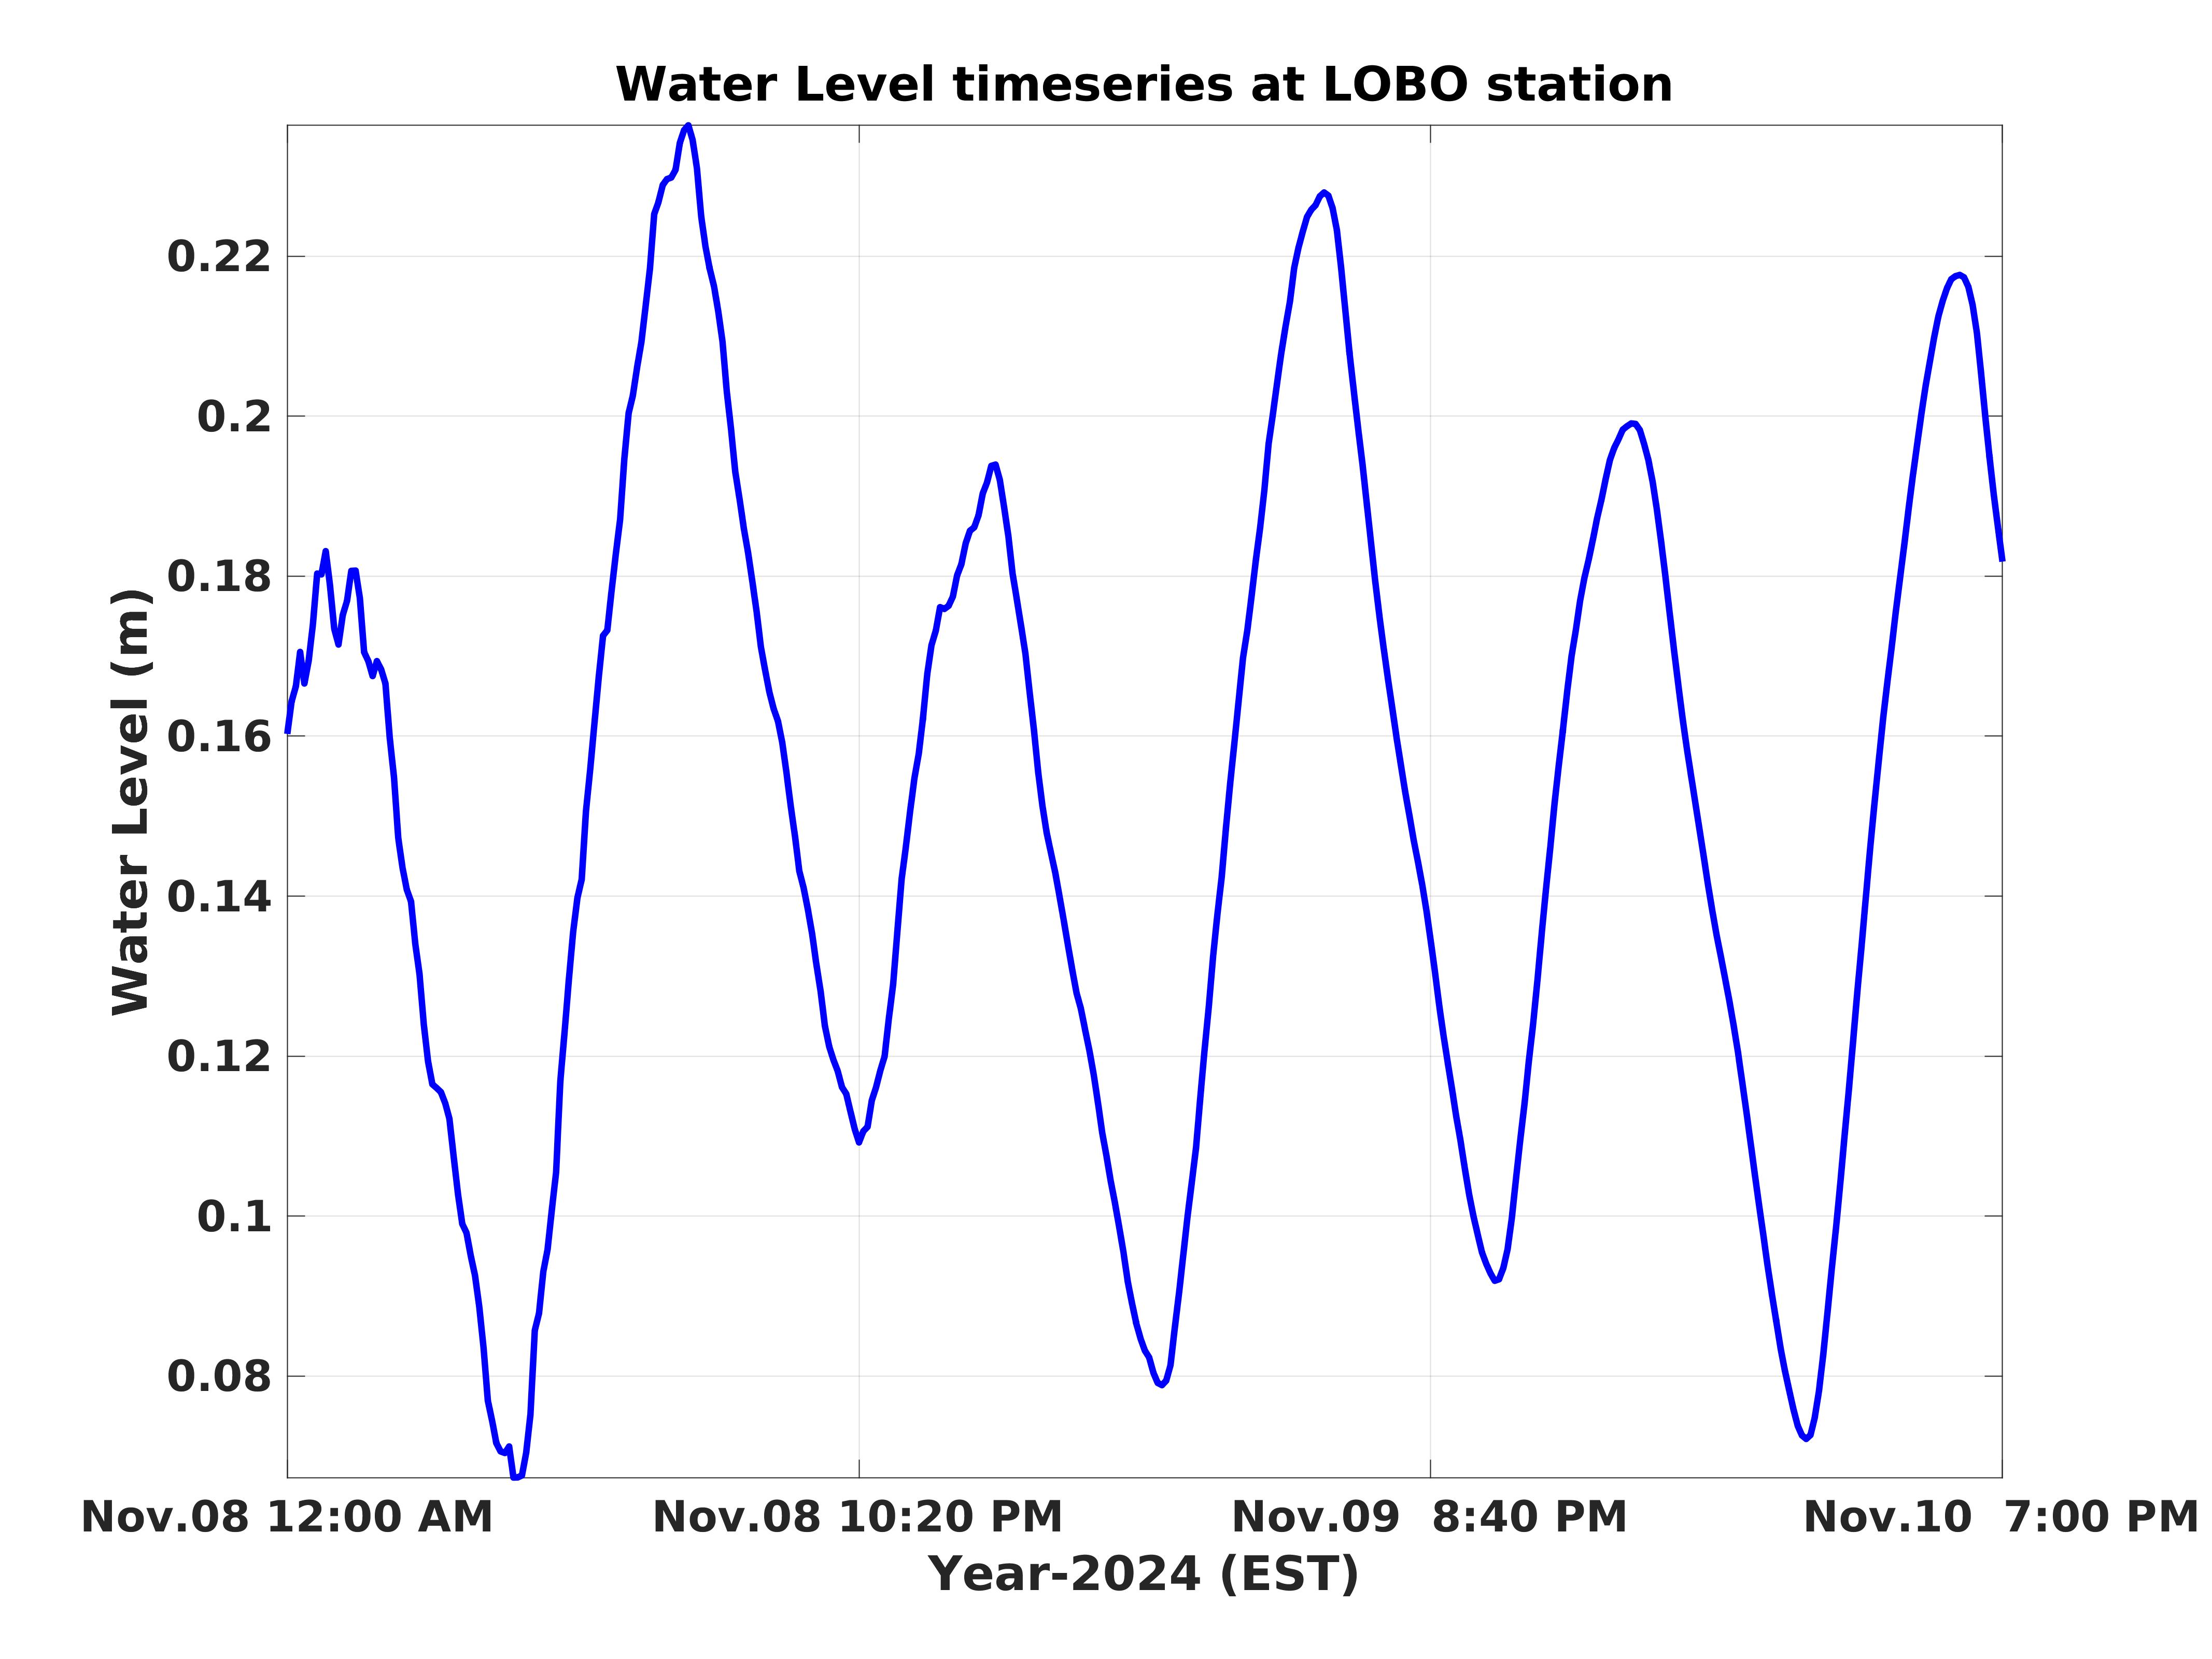 Water Level timeseries at LOBO station
Water Level (m)
0.22
0.2
0.18
0.16
0.14
0.12
0.1
0.08
Nov.08 12:00 AM Nov.08 10:20 PM Nov.09 8:40 PM Nov.10 7:00 PM
Year-2024 (EST)